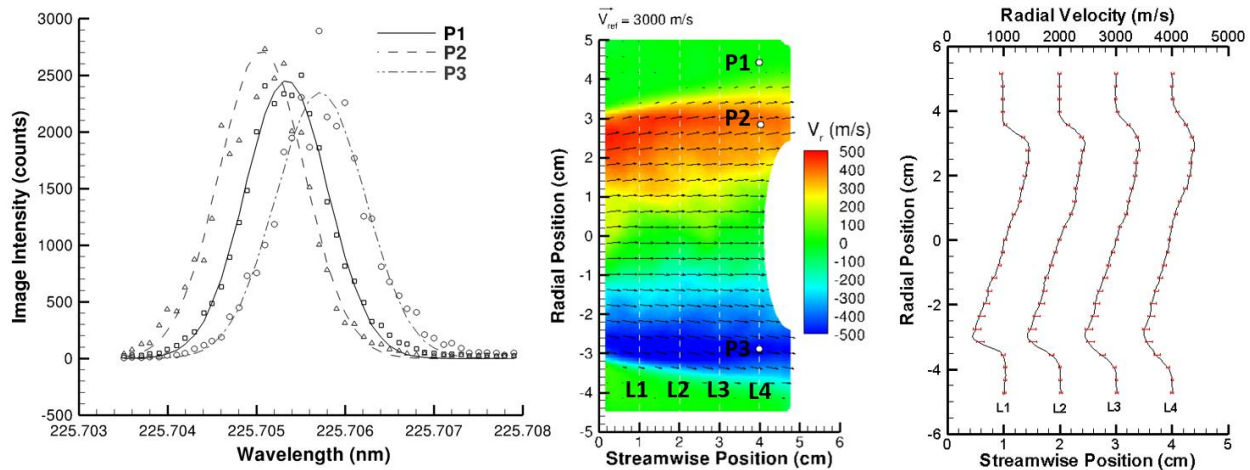 3000
2500
2000
1500
1000
500
0
-500
Image Intensity (counts)
P1
P2
P3
225.703 225.704 225.705 225.706 225.707 225.708
Wavelength (nm)
V ref = 3000 m/s
5
4
3
2
1
0
-1
-2
-3
-4
-5
Radial Position (cm)
P1
P2
P3
L1 L2 L3 L4
V r (m/s)
500
400
300
200
100
0
-100
-200
-300
-400
-500
0 1 2 3 4 5 6
Streamwise Position (cm)
Radial Velocity (m/s)
0 1000 2000 3000 4000 5000
6
4
2
0
-2
-4
-6
Radial Position (cm)
L1 L2 L3 L4
0 1 2 3 4 5
Streamwise Position (cm)